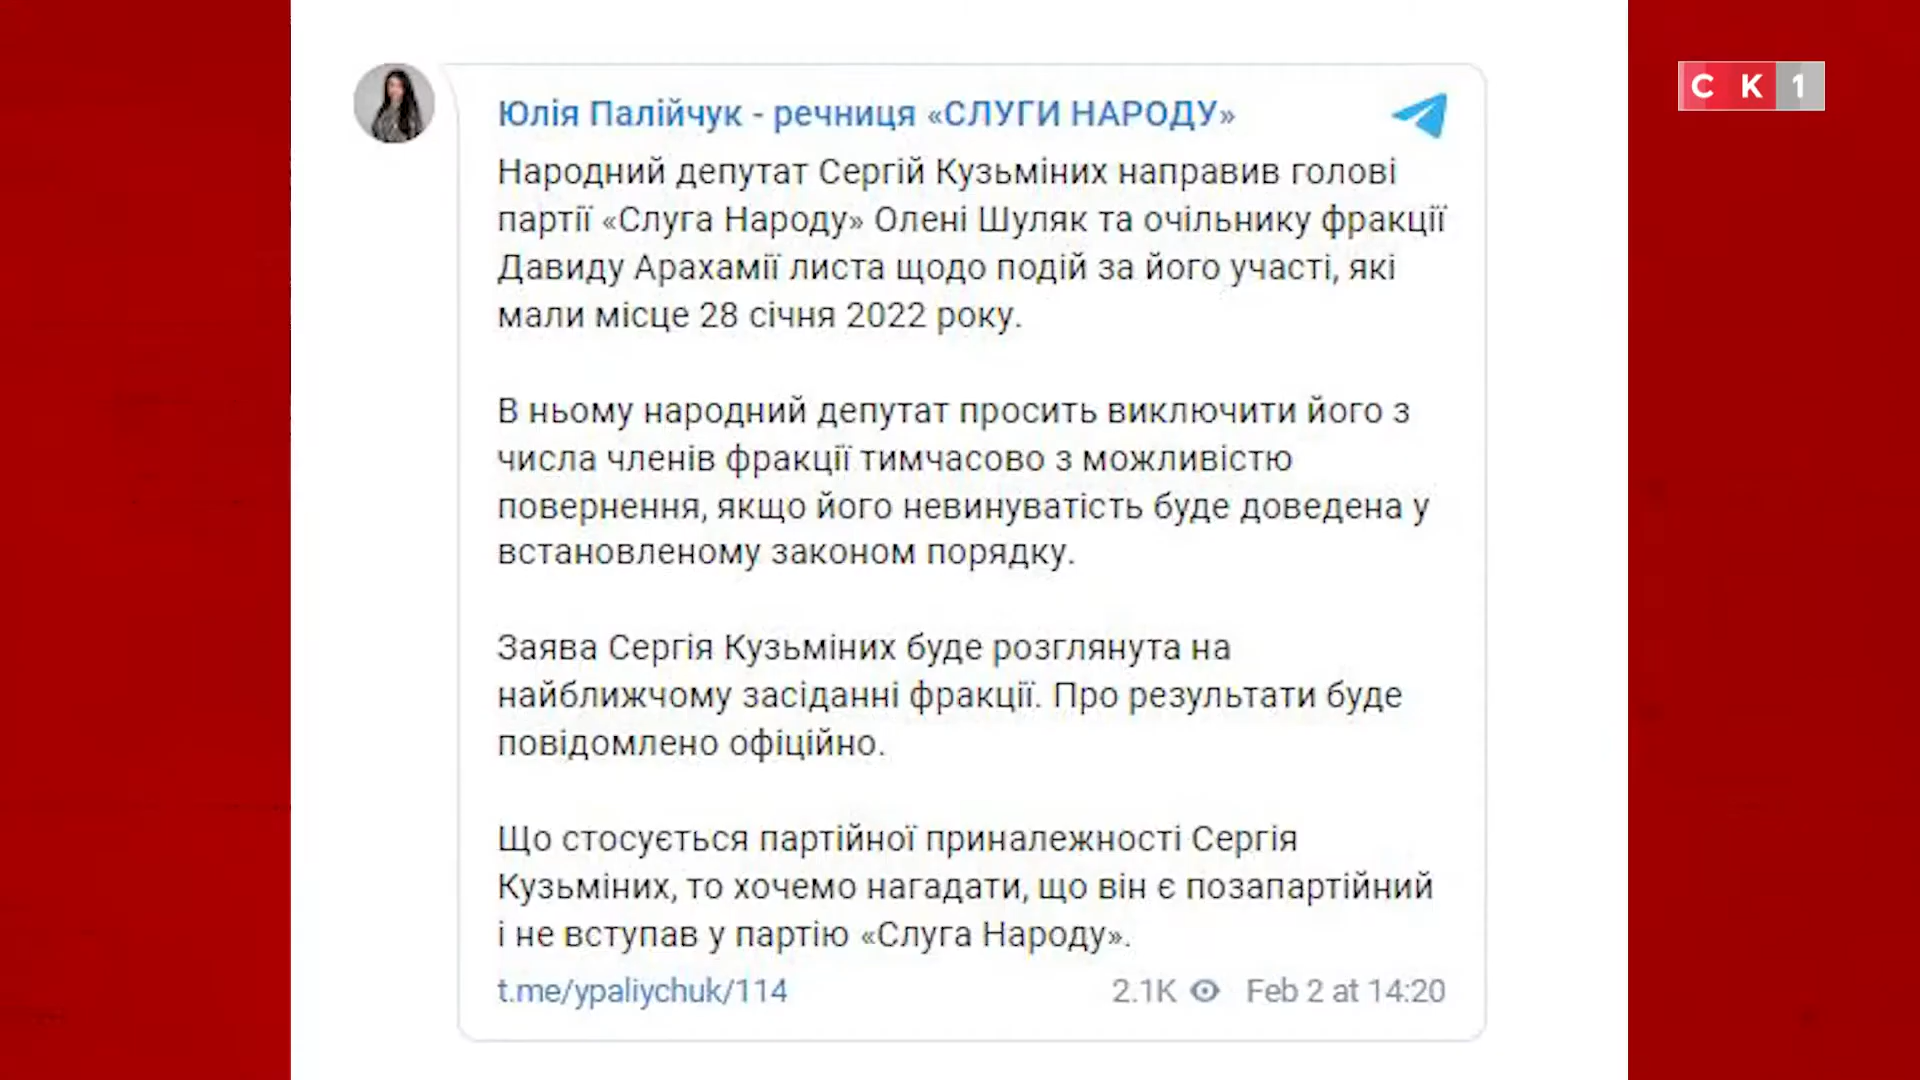 Юлія Палійчук - речниця «СЛУГИ НАРОДУ»
СК1
Народний депутат Сергій Кузьміних направив голові
партії «Слуга Народу» Олені Шуляк та очільнику фракції
Давиду Арахамії листа щодо подій за його участі, які
мали місце 28 січня 2022 року.
В ньому народний депутат просить виключити його з
числа членів фракції тимчасово з можливістю
повернення, якщо його невинуватість буде доведена у
встановленому законом порядку.
Заява Сергія Кузьміних буде розглянута на
найближчому засіданні фракції. Про результати буде
повідомлено офіційно.
Що стосується партійної приналежності Сергія
Кузьміних, то хочемо нагадати, що він є позапартійний
і не вступав у партію «Слуга Народу».
t.me/ypaliychuk/114 2.1K Feb 2 at 14:20